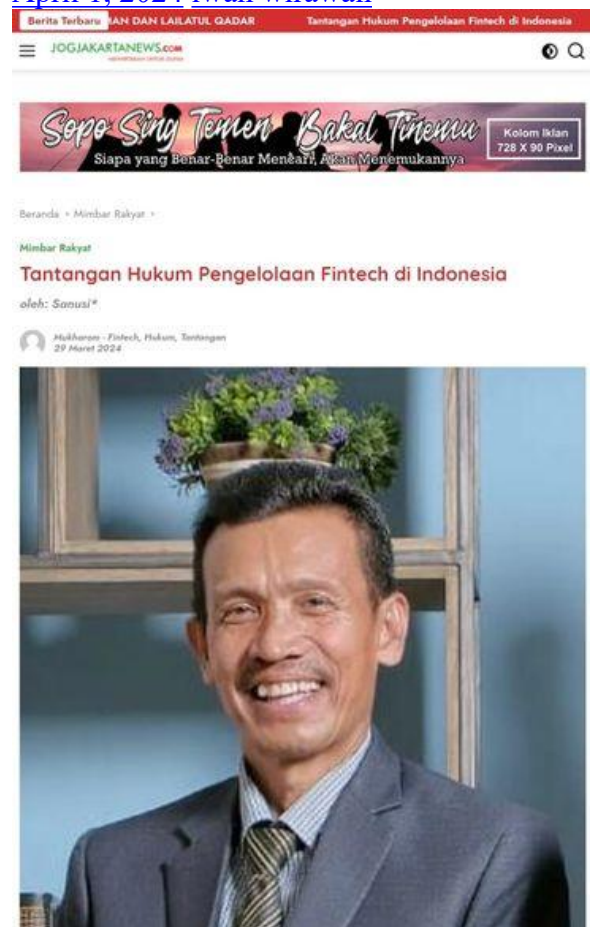 April 1, 2024 iwan wirawan
Berita Terbaru IAN DAN LAILATUL QADAR Tantangan Hukum Pengelolaan Fintech di Indonesia
JOGJAKARTANEWS.COM
Sopo Sing Temen Bakal Tinemu
Siapa yang Benar-Benar Mencari, Akan Menemukannya
Kolom Iklan
728 X 90 Pixel
Beranda › Mimbar Rakyat ›
Mimbar Rakyat
Tantangan Hukum Pengelolaan Fintech di Indonesia
oleh: Sanusi*
Mukharom - Fintech, Hukum, Tantangan
29 Maret 2024